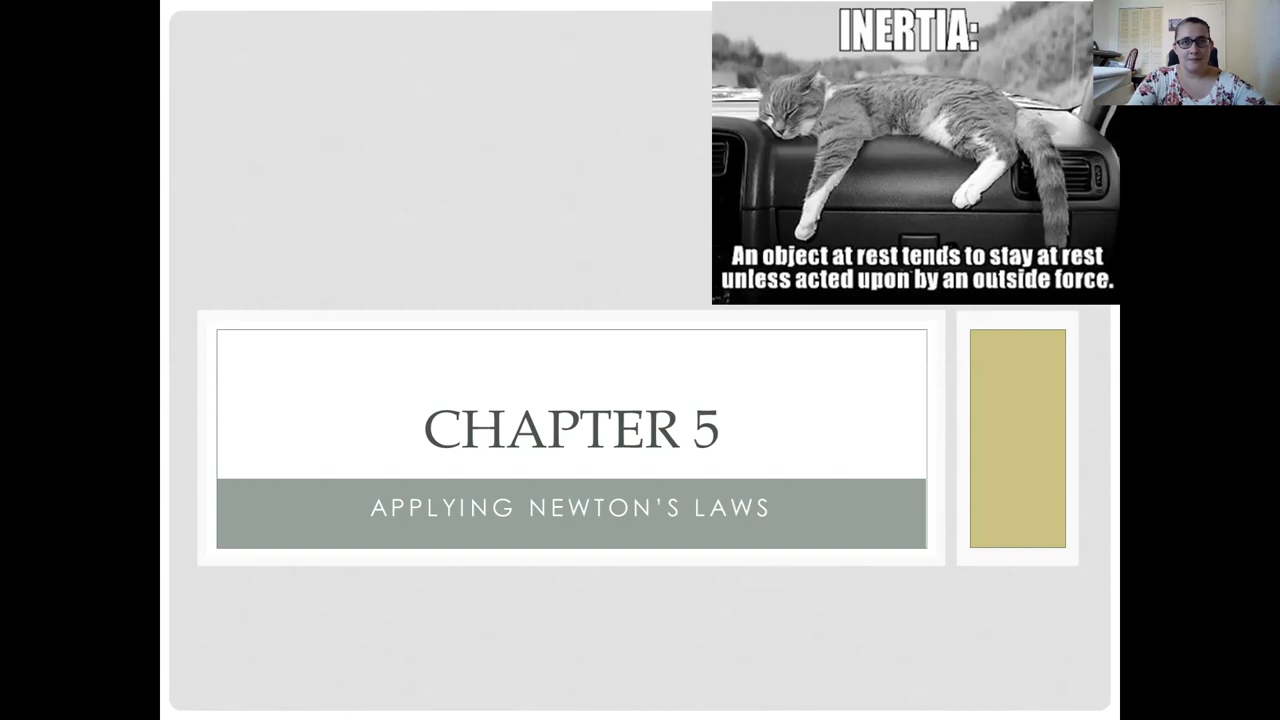 INERTIA:
An object at rest tends to stay at rest
unless acted upon by an outside force.
CHAPTER 5
APPLYING NEWTON’S LAWS